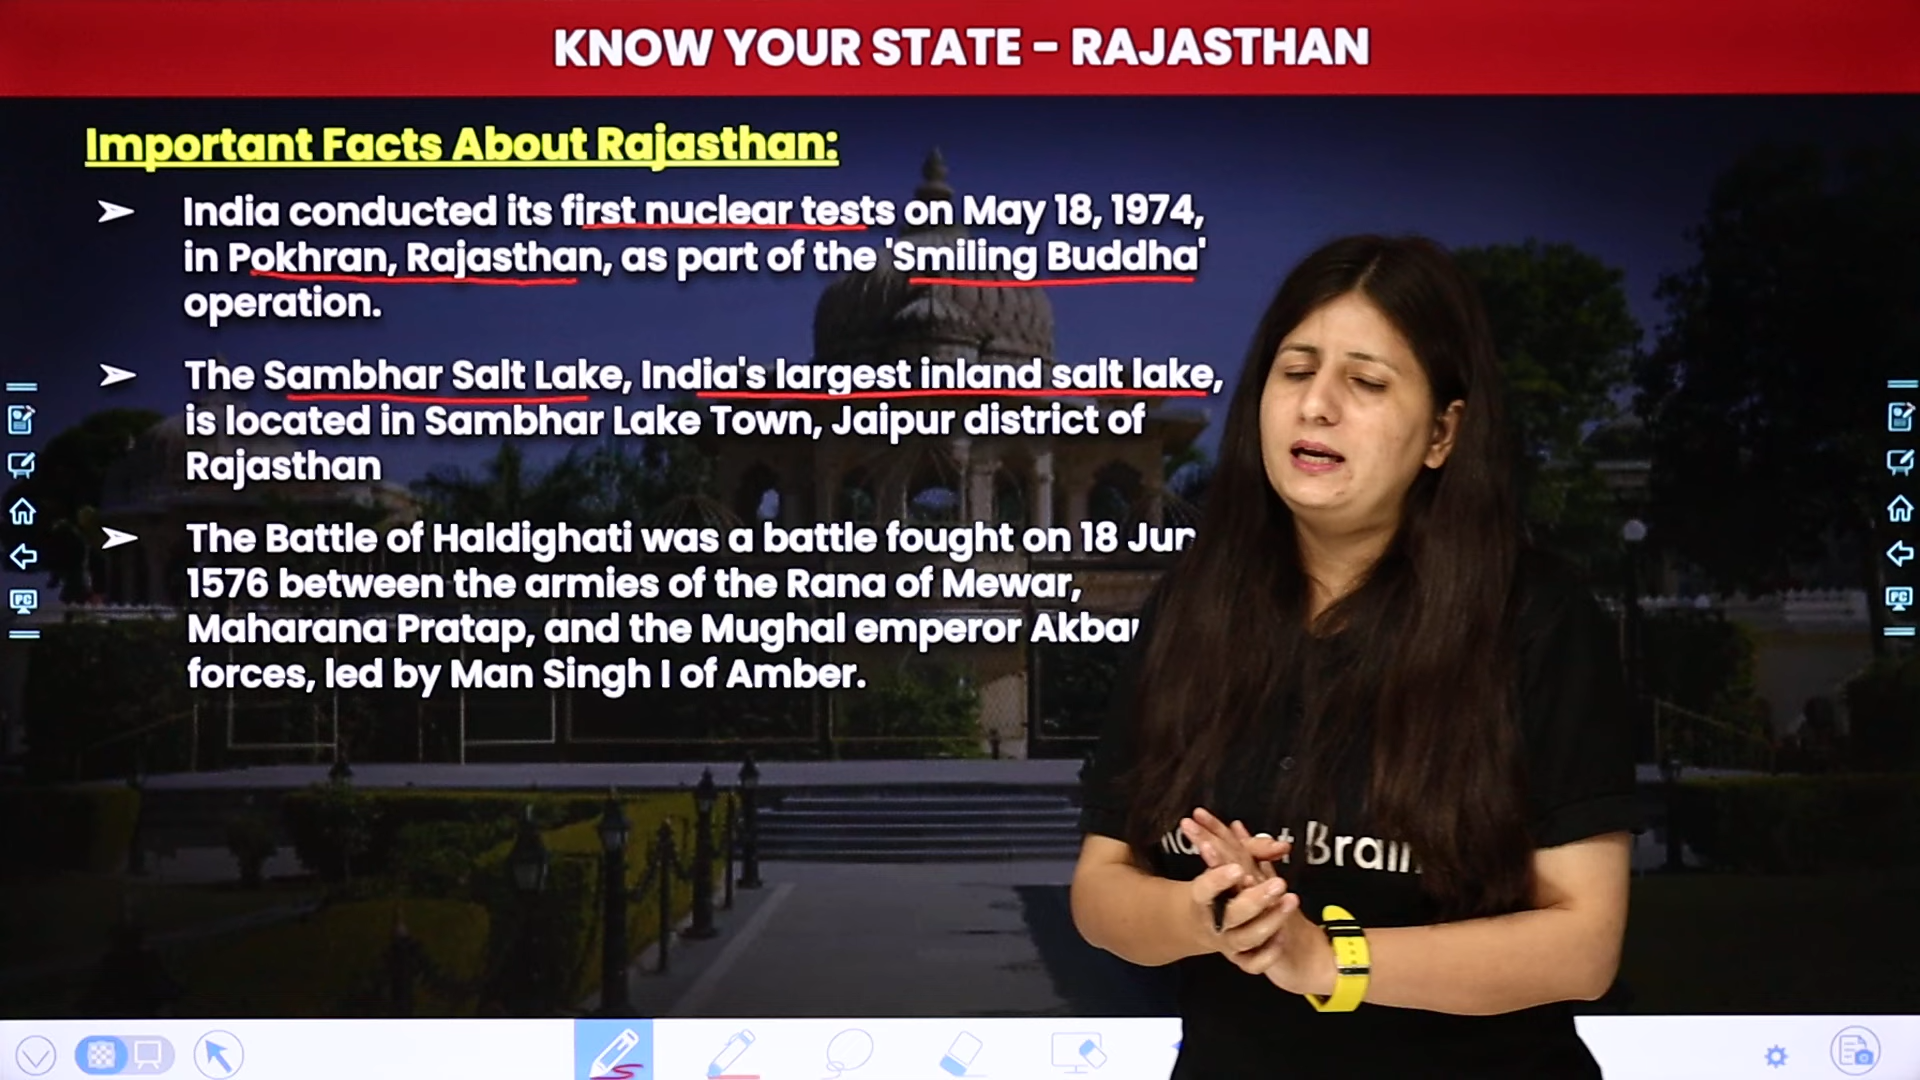 KNOW YOUR STATE - RAJASTHAN
Important Facts About Rajasthan:
➤ India conducted its first nuclear tests on May 18, 1974,
in Pokhran, Rajasthan, as part of the 'Smiling Buddha'
operation.
➤ The Sambhar Salt Lake, India's largest inland salt lake,
is located in Sambhar Lake Town, Jaipur district of
Rajasthan
➤ The Battle of Haldighati was a battle fought on 18 Jun
1576 between the armies of the Rana of Mewar,
Maharana Pratap, and the Mughal emperor Akbar
forces, led by Man Singh I of Amber.
PC
PC